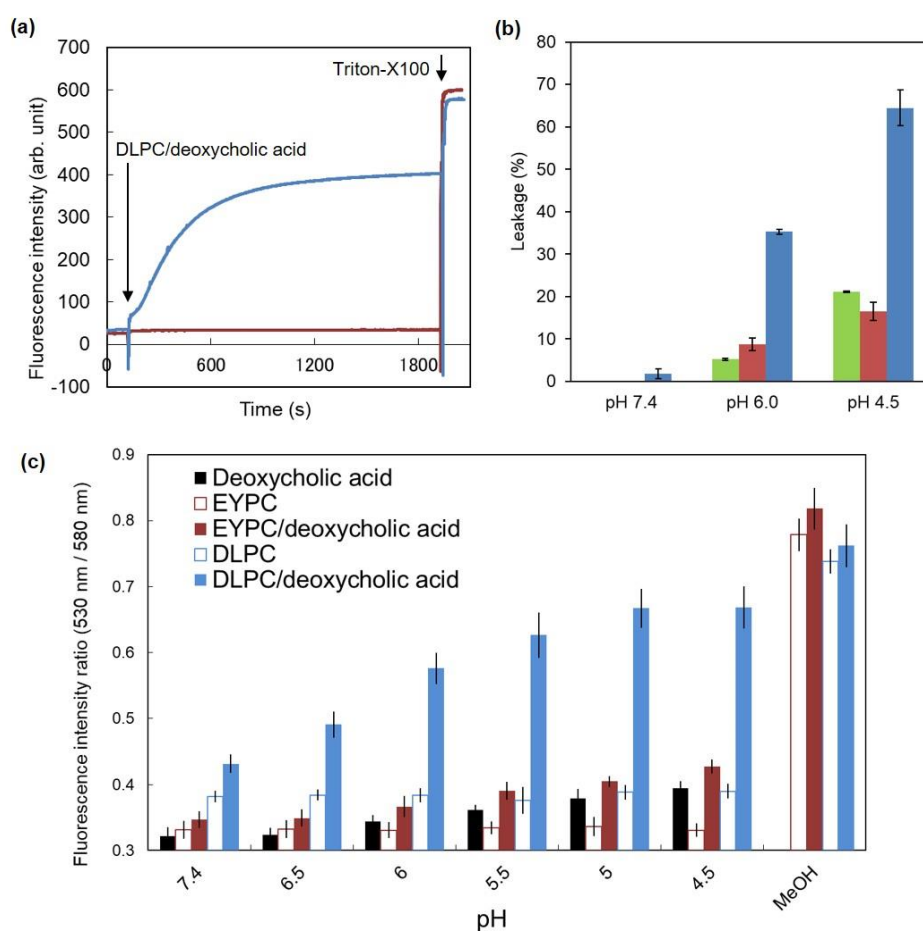 (a)
Fluorescence intensity (arb. unit)
700
600
500
400
300
200
100
0
-100
Triton-X100
DLPC/deoxycholic acid
0
600
1200
1800
Time (s)
(b)
Leakage (%)
80
70
60
50
40
30
20
10
0
pH 7.4
pH 6.0
pH 4.5
(c)
Fluorescence intensity ratio (530 nm / 580 nm)
0.9
0.8
0.7
0.6
0.5
0.4
0.3
Deoxycholic acid
EYPC
EYPC/deoxycholic acid
DLPC
DLPC/deoxycholic acid
7.4
6.5
6
5.5
5
4.5
MeOH
pH